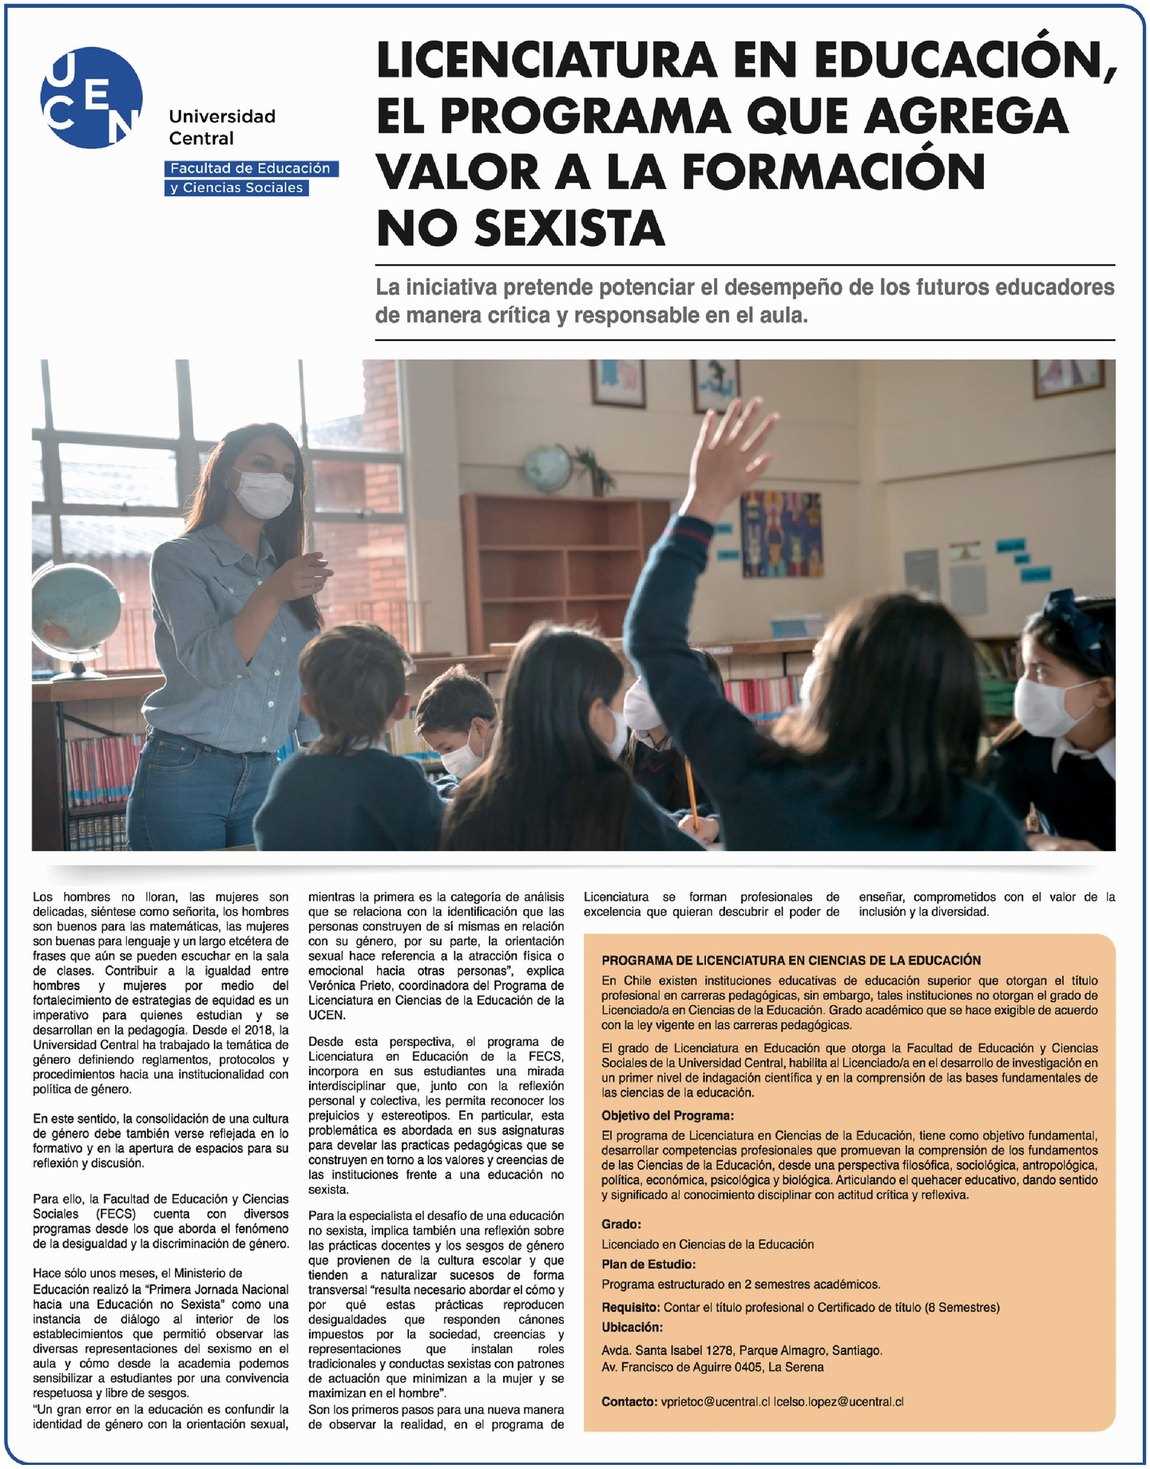 UCEN
Universidad
Central
Facultad de Educación
y Ciencias Sociales
LICENCIATURA EN EDUCACIÓN,
EL PROGRAMA QUE AGREGA
VALOR A LA FORMACIÓN
NO SEXISTA
La iniciativa pretende potenciar el desempeño de los futuros educadores
de manera crítica y responsable en el aula.
Los hombres no lloran, las mujeres son
delicadas, siéntese como señorita, los hombres
son buenos para las matemáticas, las mujeres
son buenas para lenguaje y un largo etcétera de
frases que aún se pueden escuchar en la sala
de clases. Contribuir a la igualdad entre
hombres y mujeres por medio del
fortalecimiento de estrategias de equidad es un
imperativo para quienes estudian y se
desarrollan en la pedagogía. Desde el 2018, la
Universidad Central ha trabajado la temática de
género definiendo reglamentos, protocolos y
procedimientos hacia una institucionalidad con
política de género.
En este sentido, la consolidación de una cultura
de género debe también verse reflejada en lo
formativo y en la apertura de espacios para su
reflexión y discusión.
Para ello, la Facultad de Educación y Ciencias
Sociales (FECS) cuenta con diversos
programas desde los que aborda el fenómeno
de la desigualdad y la discriminación de género.
Hace sólo unos meses, el Ministerio de
Educación realizó la “Primera Jornada Nacional
hacia una Educación no Sexista” como una
instancia de diálogo al interior de los
establecimientos que permitió observar las
diversas representaciones del sexismo en el
aula y cómo desde la academia podemos
sensibilizar a estudiantes por una convivencia
respetuosa y libre de sesgos.
“Un gran error en la educación es confundir la
identidad de género con la orientación sexual,
mientras la primera es la categoría de análisis
que se relaciona con la identificación que las
personas construyen de sí mismas en relación
con su género, por su parte, la orientación
sexual hace referencia a la atracción física o
emocional hacia otras personas”, explica
Verónica Prieto, coordinadora del Programa de
Licenciatura en Ciencias de la Educación de la
UCEN.
Desde esta perspectiva, el programa de
Licenciatura en Educación de la FECS,
incorpora en sus estudiantes una mirada
interdisciplinar que, junto con la reflexión
personal y colectiva, les permita reconocer los
prejuicios y estereotipos. En particular, esta
problemática es abordada en sus asignaturas
para develar las practicas pedagógicas que se
construyen en torno a los valores y creencias de
las instituciones frente a una educación no
sexista.
Para la especialista el desafío de una educación
no sexista, implica también una reflexión sobre
las prácticas docentes y los sesgos de género
que provienen de la cultura escolar y que
tienden a naturalizar sucesos de forma
transversal “resulta necesario abordar el cómo y
por qué estas prácticas reproducen
desigualdades que responden cánones
impuestos por la sociedad, creencias y
representaciones que instalan roles
tradicionales y conductas sexistas con patrones
de actuación que minimizan a la mujer y se
maximizan en el hombre”.
Son los primeros pasos para una nueva manera
de observar la realidad, en el programa de
Licenciatura se forman profesionales de
excelencia que quieran descubrir el poder de
enseñar, comprometidos con el valor de la
inclusión y la diversidad.
PROGRAMA DE LICENCIATURA EN CIENCIAS DE LA EDUCACIÓN
En Chile existen instituciones educativas de educación superior que otorgan el título
profesional en carreras pedagógicas, sin embargo, tales instituciones no otorgan el grado de
Licenciado/a en Ciencias de la Educación. Grado académico que se hace exigible de acuerdo
con la ley vigente en las carreras pedagógicas.
El grado de Licenciatura en Educación que otorga la Facultad de Educación y Ciencias
Sociales de la Universidad Central, habilita al Licenciado/a en el desarrollo de investigación en
un primer nivel de indagación científica y en la comprensión de las bases fundamentales de
las ciencias de la educación.
Objetivo del Programa:
El programa de Licenciatura en Ciencias de la Educación, tiene como objetivo fundamental,
desarrollar competencias profesionales que promuevan la comprensión de los fundamentos
de las Ciencias de la Educación, desde una perspectiva filosófica, sociológica, antropológica,
política, económica, psicológica y biológica. Articulando el quehacer educativo, dando sentido
y significado al conocimiento disciplinar con actitud crítica y reflexiva.
Grado:
Licenciado en Ciencias de la Educación
Plan de Estudio:
Programa estructurado en 2 semestres académicos.
Requisito: Contar el título profesional o Certificado de título (8 Semestres)
Ubicación:
Avda. Santa Isabel 1278, Parque Almagro, Santiago.
Av. Francisco de Aguirre 0405, La Serena
Contacto: vprietoc@ucentral.cl lcelso.lopez@ucentral.cl